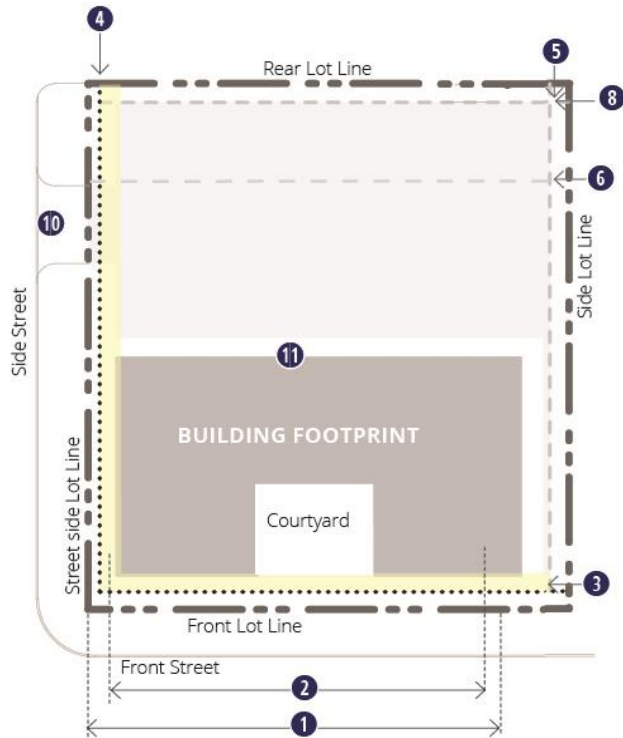 4
5
Rear Lot Line
8
6
10
Side Street
Side Lot Line
11
BUILDING FOOTPRINT
Street side Lot Line
Courtyard
3
Front Lot Line
Front Street
2
1